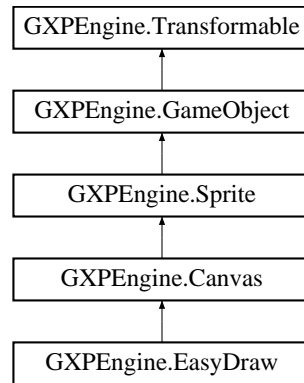 GXPEngine.Transformable
GXPEngine.GameObject
GXPEngine.Sprite
GXPEngine.Canvas
GXPEngine.EasyDraw